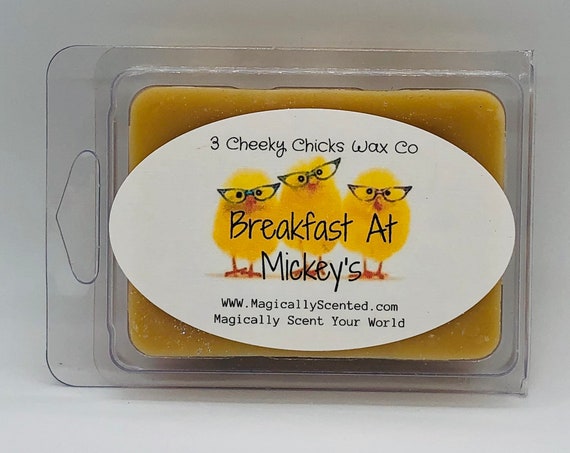 3 Cheeky Chicks Wax Co
Breakfast At
Mickey's
WWW.MagicallyScented.com
Magically Scent Your World